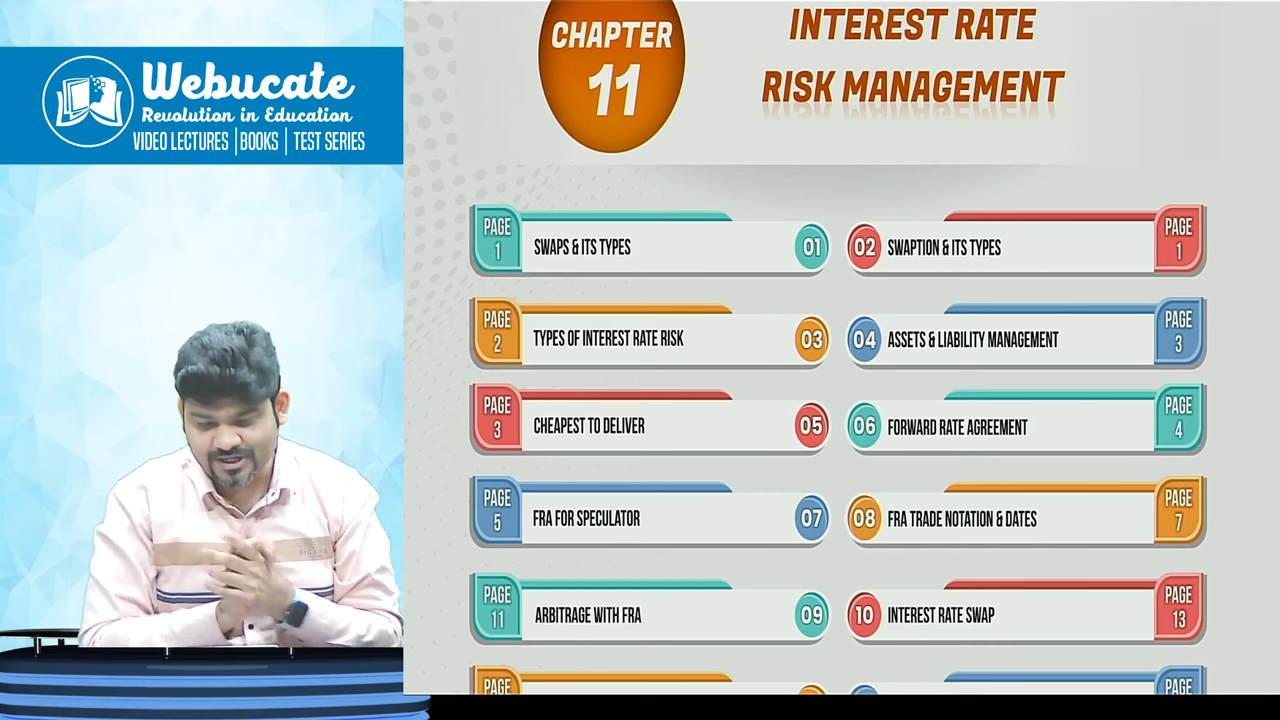 Webucate
Revolution in Education
VIDEO LECTURES | BOOKS | TEST SERIES
CHAPTER
11
INTEREST RATE
RISK MANAGEMENT
PAGE
1
SWAPS & ITS TYPES
01
02
SWAPTION & ITS TYPES
PAGE
1
PAGE
2
TYPES OF INTEREST RATE RISK
03
04
ASSETS & LIABILITY MANAGEMENT
PAGE
3
PAGE
3
CHEAPEST TO DELIVER
05
06
FORWARD RATE AGREEMENT
PAGE
4
PAGE
5
FRA FOR SPECULATOR
07
08
FRA TRADE NOTATION & DATES
PAGE
7
PAGE
11
ARBITRAGE WITH FRA
09
10
INTEREST RATE SWAP
PAGE
13
PAGE
PAGE